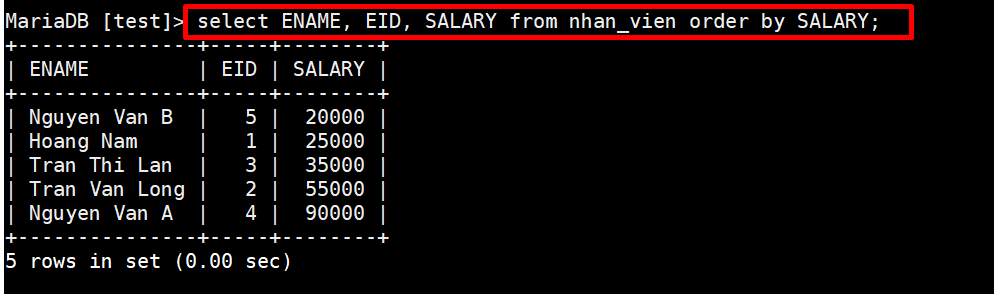 MariaDB [test]> select ENAME, EID, SALARY from nhan_vien order by SALARY;
+---------------+-----+--------+
| ENAME         | EID | SALARY |
+---------------+-----+--------+
| Nguyen Van B  |   5 |  20000 |
| Hoang Nam     |   1 |  25000 |
| Tran Thi Lan  |   3 |  35000 |
| Tran Van Long |   2 |  55000 |
| Nguyen Van A  |   4 |  90000 |
+---------------+-----+--------+
5 rows in set (0.00 sec)